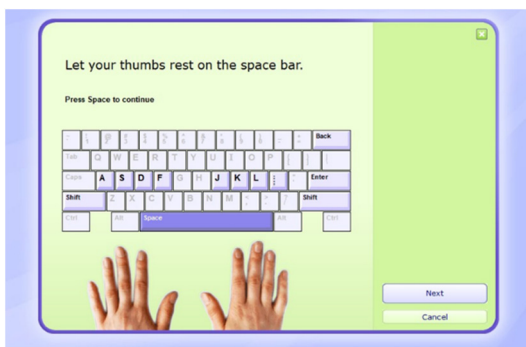 Let your thumbs rest on the space bar.
Press Space to continue
Back
Tab Q W E R T Y U I O P
Caps A S D F G H J K L ; Enter
Shift Z X C V B N M Shift
Ctrl Alt Space Alt Ctrl
Next
Cancel